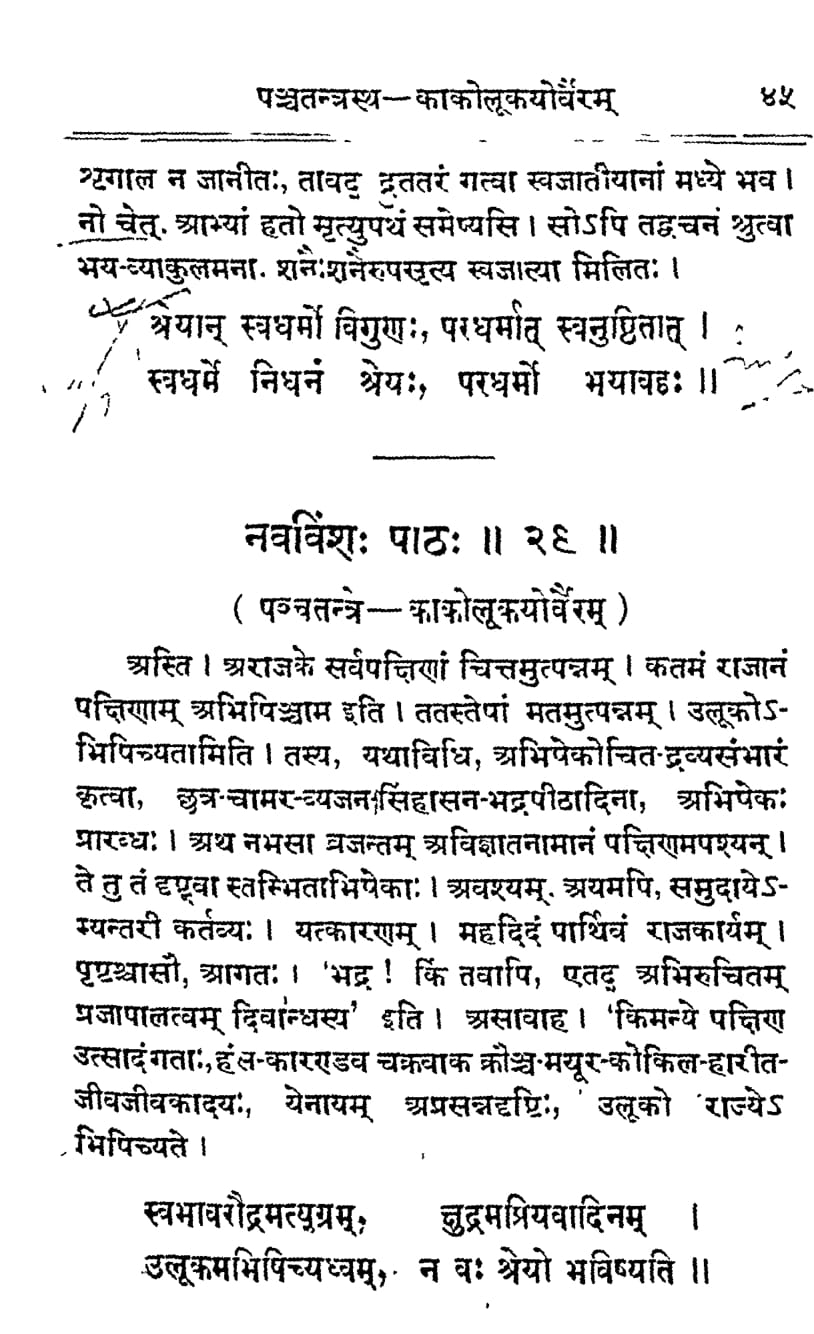 पञ्चतन्त्रस्थ—काकोलूकयोर्वैरम् ४५
शृगाल न जानीतः, तावद् द्रुततरं गत्वा स्वजातीयानां मध्ये भव।
नो चेत्. आभ्यां हतो मृत्युपथं समेष्यसि। सोऽपि तद्वचनं श्रुत्वा
भय-व्याकुलमना. शनैःशनैरुपसृत्य स्वजात्या मिलितः।
श्रेयान् स्वधर्मो विगुणः, परधर्मात् स्वनुष्ठितात्।
स्वधर्मे निधनं श्रेयः, परधर्मो भयावहः॥
नवविंशः पाठः॥ २९॥
( पञ्चतन्त्रे—काकोलूकयोर्वैरम् )
अस्ति। अराजके सर्वपक्षिणां चित्तमुत्पन्नम्। कतमं राजानं
पक्षिणाम् अभिषिञ्चाम इति। ततस्तेषां मतमुत्पन्नम्। उलूकोऽ-
भिषिच्यतामिति। तस्य, यथाविधि, अभिषेकोचित-द्रव्यसंभारं
कृत्वा, छत्र-चामर-व्यजन-सिंहासन-भद्रपीठादिना, अभिषेकः
प्रारब्धः। अथ नभसा व्रजन्तम् अविज्ञातनामानं पक्षिणमपश्यन्।
ते तु तं दृष्ट्वा स्तम्भिताभिषेकाः। अवश्यम्. अयमपि, समुदायेऽ-
भ्यन्तरी कर्तव्यः। यत्कारणम्। महदिदं पार्थिवं राजकार्यम्।
पृष्टश्चासौ, आगतः। 'भद्र! किं तवापि, एतद् अभिरुचितम्
प्रजापालत्वम् दिवान्धस्य' इति। असावाह। 'किमन्ये पक्षिण
उत्सादंगताः,हंस-कारण्डव चक्रवाक क्रौञ्च-मयूर-कोकिल-हारीत-
जीवजीवकादयः, येनायम् अप्रसन्नदृष्टिः, उलूको राज्येऽ
भिषिच्यते।
स्वभावरौद्रमत्युग्रम्, क्षुद्रमप्रियवादिनम्।
उलूकमभिषिच्यध्वम्, न वः श्रेयो भविष्यति॥